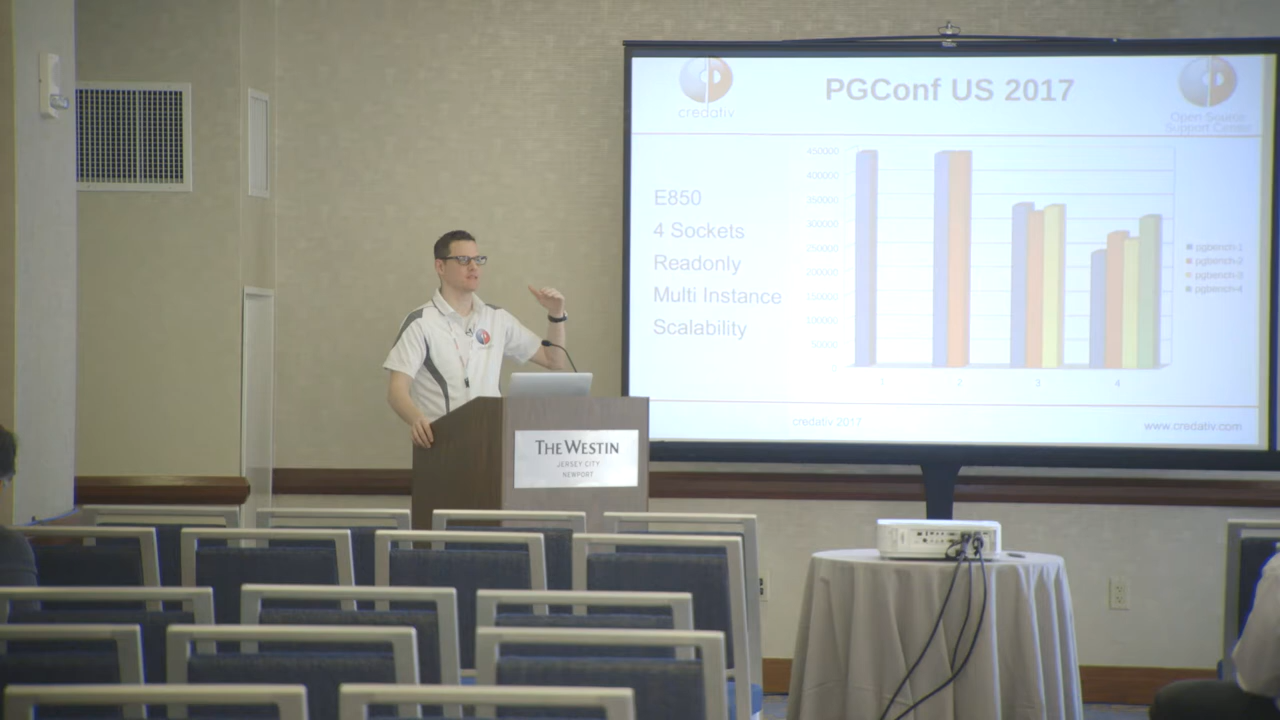 credativ
PGConf US 2017
Open Source
Support Center
E850
4 Sockets
Readonly
Multi Instance
Scalability
450000
400000
350000
300000
250000
200000
150000
100000
50000
1
2
3
4
pgbench-1
pgbench-2
pgbench-3
pgbench-4
credativ 2017
www.credativ.com
THE WESTIN
JERSEY CITY
NEWPORT